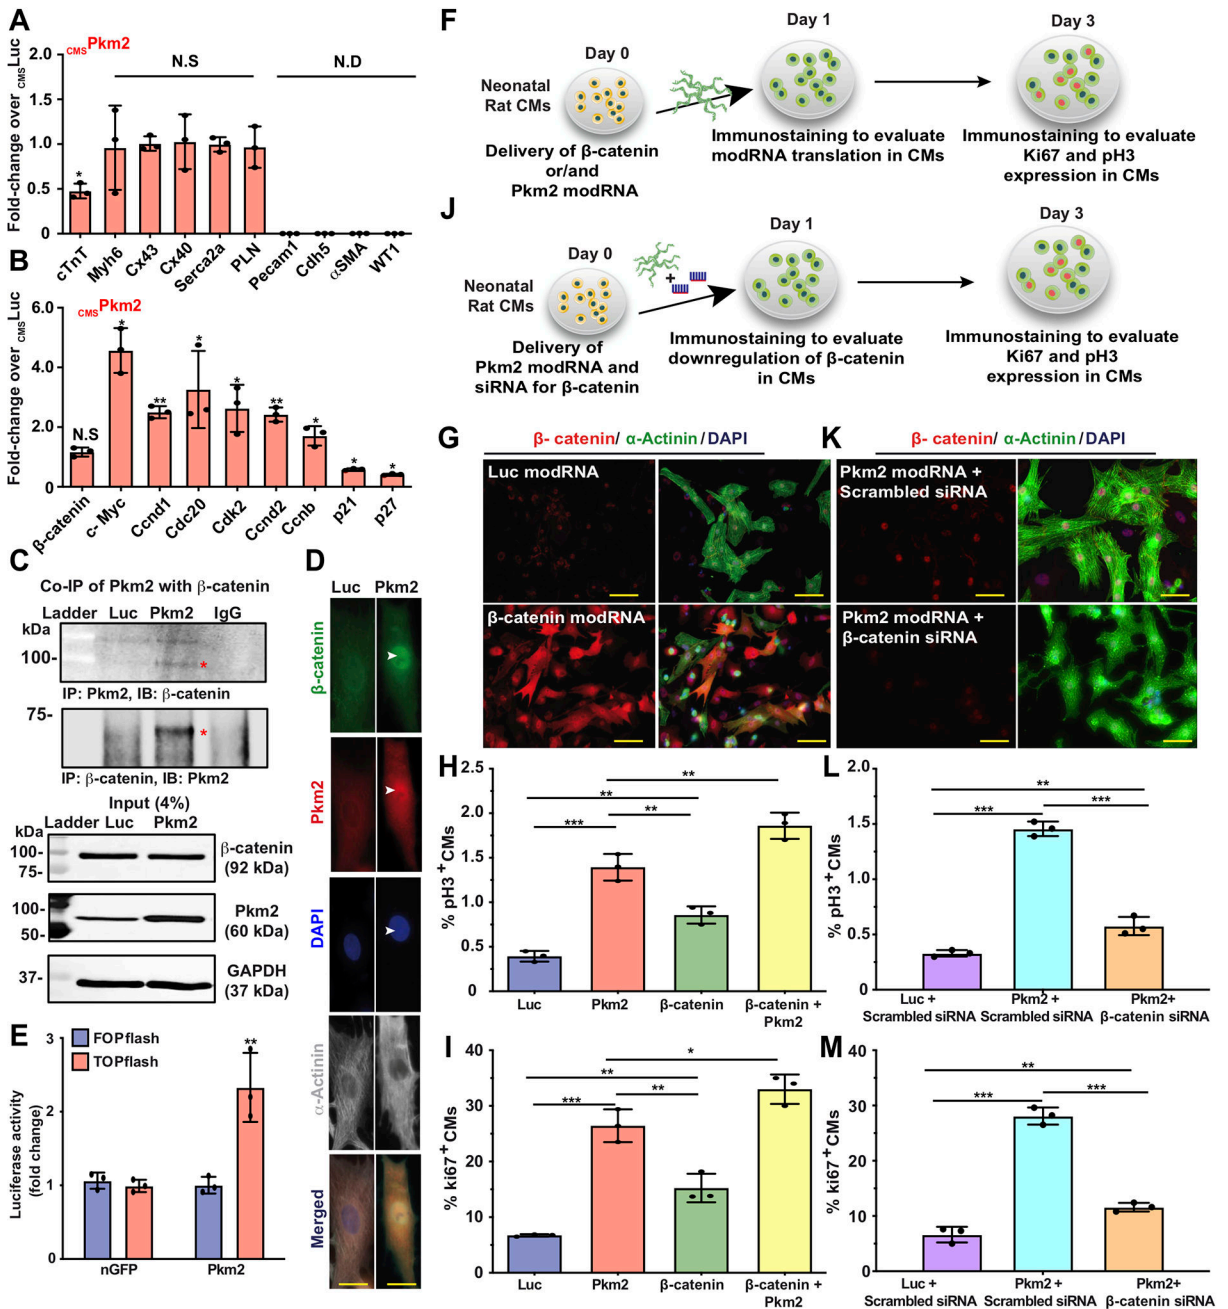 A
CMSPkm2
Fold-change over CMSLuc
2.0
1.5
1.0
0.5
0
N.S
N.D
*
cTnT
Myh6
Cx43
Cx40
Serca2a
PLN
Pecam1
Cdh5
αSMA
WT1
B
CMSPkm2
Fold-change over CMSLuc
6.0
4.0
2.0
0
N.S
*
**
*
*
**
*
*
*
β-catenin
c- Myc
Ccnd1
Cdc20
Cdk2
Ccnd2
Ccnb
p21
p27
C
Co-IP of Pkm2 with β-catenin
Ladder Luc Pkm2 IgG
kDa
100-
*
IP: Pkm2, IB: β-catenin
75-
*
IP: β-catenin, IB: Pkm2
Input (4%)
Ladder Luc Pkm2
kDa
100-
75-
β-catenin
(92 kDa)
100-
50-
Pkm2
(60 kDa)
37-
GAPDH
(37 kDa)
D
Luc Pkm2
β-catenin
Pkm2
DAPI
α-Actinin
Merged
E
FOPflash
TOPflash
Luciferase activity
(fold change)
3
2
1
0
**
nGFP
Pkm2
F
Day 0
Day 1
Day 3
Neonatal
Rat CMs
Delivery of β-catenin
or/and
Pkm2 modRNA
Immunostaining to evaluate
modRNA translation in CMs
Immunostaining to evaluate
Ki67 and pH3
expression in CMs
J
Day 0
Day 1
Day 3
Neonatal
Rat CMs
+
Delivery of
Pkm2 modRNA and
siRNA for β-catenin
Immunostaining to evaluate
downregulation of β-catenin
in CMs
Immunostaining to evaluate
Ki67 and pH3
expression in CMs
G
β- catenin/ α-Actinin/DAPI
Luc modRNA
β-catenin modRNA
K
β- catenin/ α-Actinin/DAPI
Pkm2 modRNA +
Scrambled siRNA
Pkm2 modRNA +
β-catenin siRNA
H
% pH3+CMs
2.5
2.0
1.5
1.0
0.5
0
**
**
**
***
Luc
Pkm2
β-catenin
β-catenin +
Pkm2
L
% pH3+CMs
2.0
1.5
1.0
0.5
0
**
***
***
Luc +
Scrambled siRNA
Pkm2 +
Scrambled siRNA
Pkm2+
β-catenin siRNA
I
% ki67+CMs
40
30
20
10
0
*
**
**
***
Luc
Pkm2
β-catenin
β-catenin +
Pkm2
M
% ki67+CMs
40
30
20
10
0
**
***
***
Luc +
Scrambled siRNA
Pkm2 +
Scrambled siRNA
Pkm2+
β-catenin siRNA